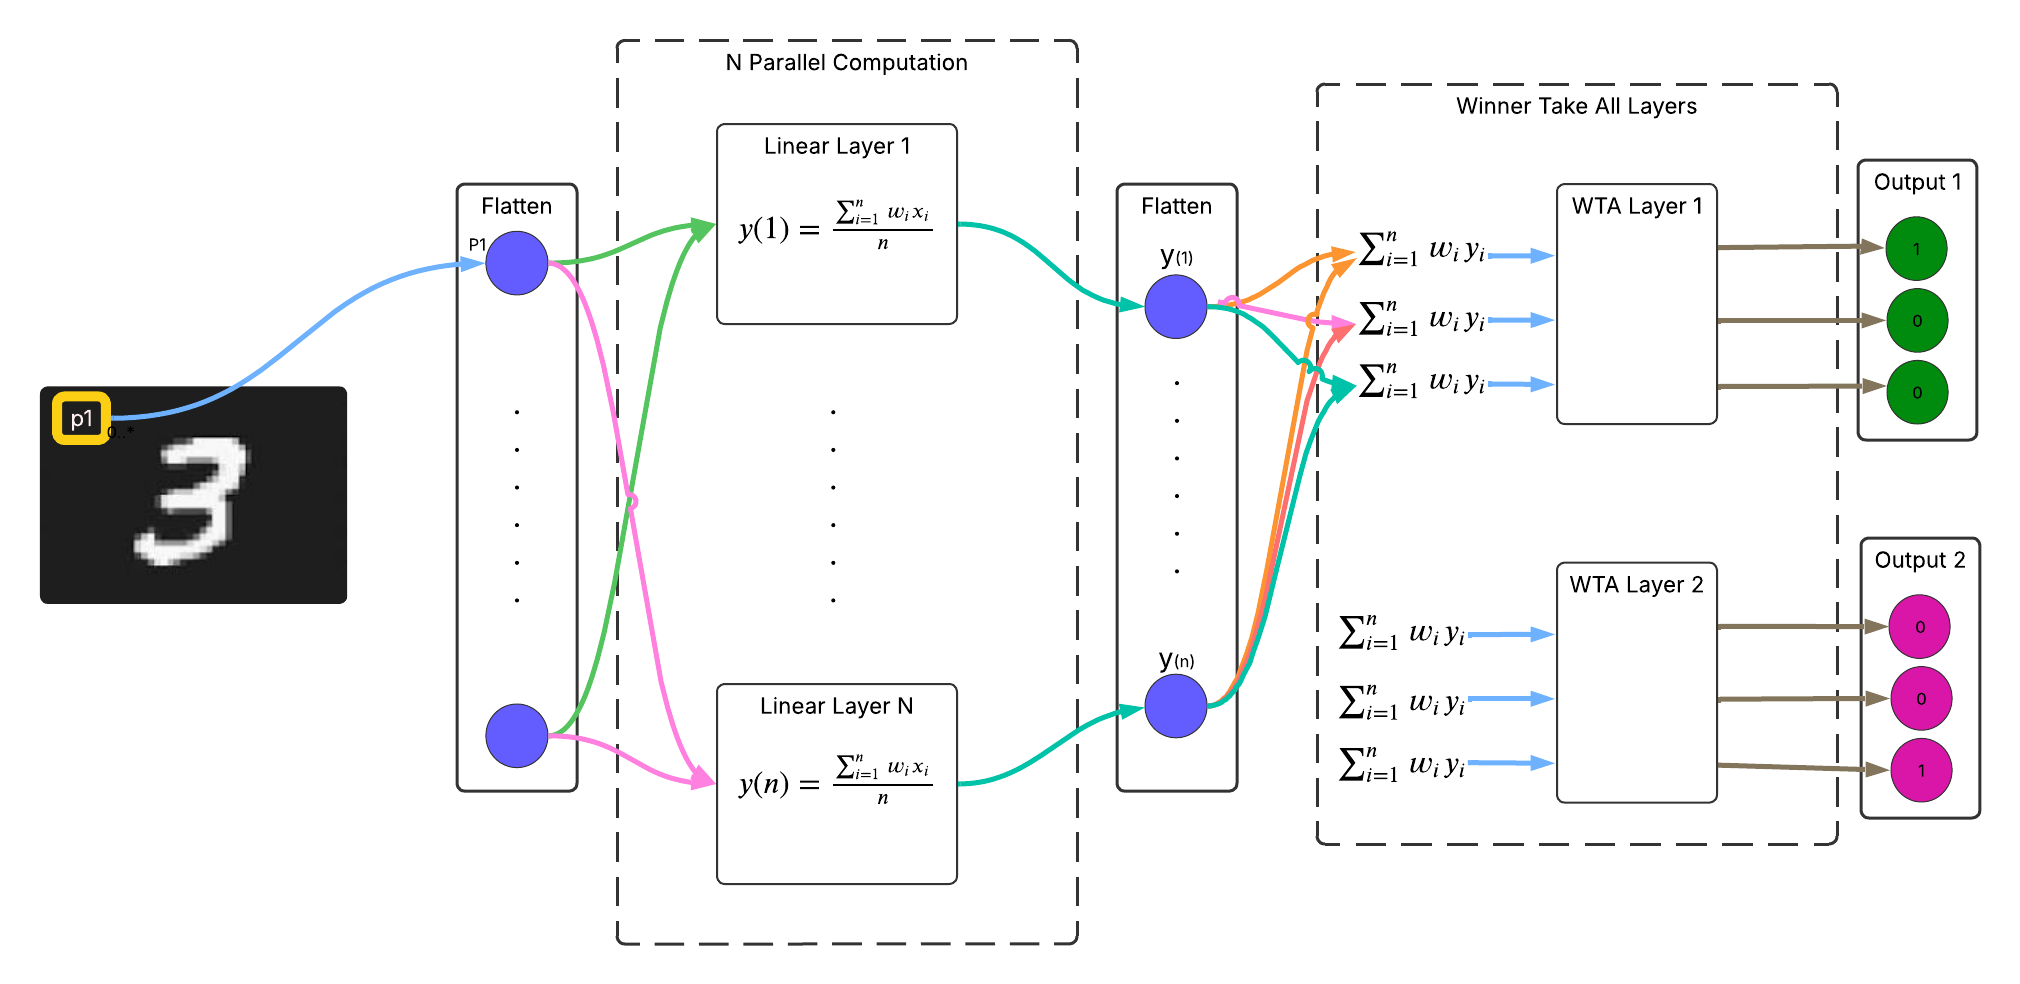 N Parallel Computation
Winner Take All Layers
p1
0..*
3
Flatten
P1
Linear Layer 1
y(1) = \frac{\sum_{i=1}^{n} w_i x_i}{n}
Linear Layer N
y(n) = \frac{\sum_{i=1}^{n} w_i x_i}{n}
Flatten
y(1)
y(n)
\sum_{i=1}^{n} w_i y_i
\sum_{i=1}^{n} w_i y_i
\sum_{i=1}^{n} w_i y_i
WTA Layer 1
Output 1
1
0
0
\sum_{i=1}^{n} w_i y_i
\sum_{i=1}^{n} w_i y_i
\sum_{i=1}^{n} w_i y_i
WTA Layer 2
Output 2
0
0
1